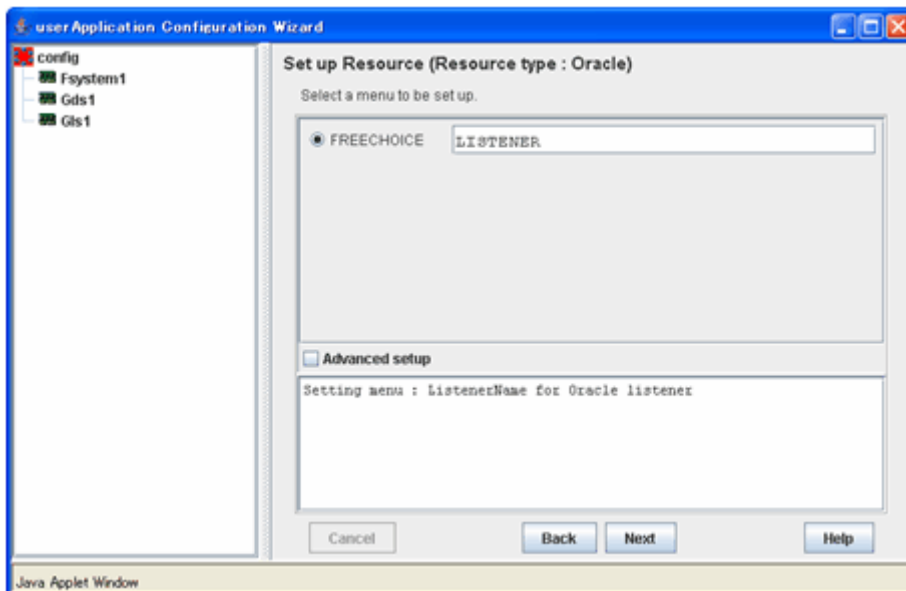 userApplication Configuration Wizard
config
Fsystem1
Gds1
Gls1
Set up Resource (Resource type : Oracle)
Select a menu to be set up.
FREECHOICE
LISTENER
Advanced setup
Setting menu : ListenerName for Oracle listener
Cancel
Back
Next
Help
Java Applet Window